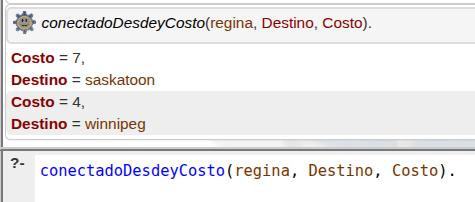 conectadoDesdeyCosto(regina, Destino, Costo).
Costo = 7,
Destino = saskatoon
Costo = 4,
Destino = winnipeg
?- conectadoDesdeyCosto(regina, Destino, Costo).